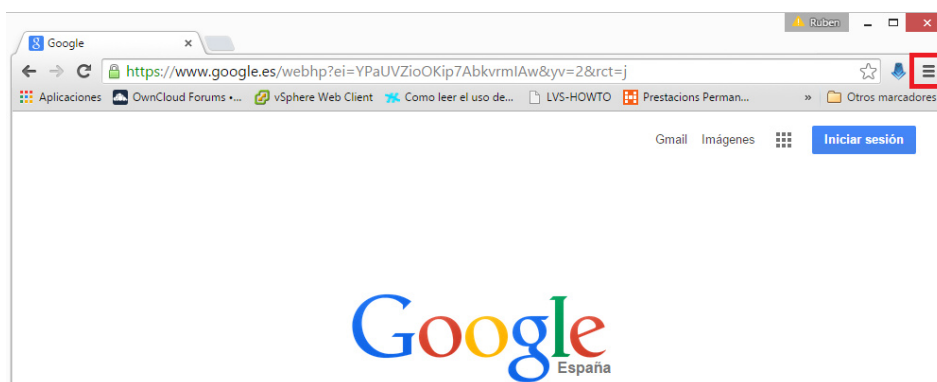 Ruben
8 Google
https://www.google.es/webhp?ei=YPaUVZioOKip7AbkvrmIAw&yv=2&rct=j
Aplicaciones OwnCloud Forums •... vSphere Web Client Como leer el uso de... LVS-HOWTO Prestacions Perman... » Otros marcadores
Gmail Imágenes Iniciar sesión
Google
España